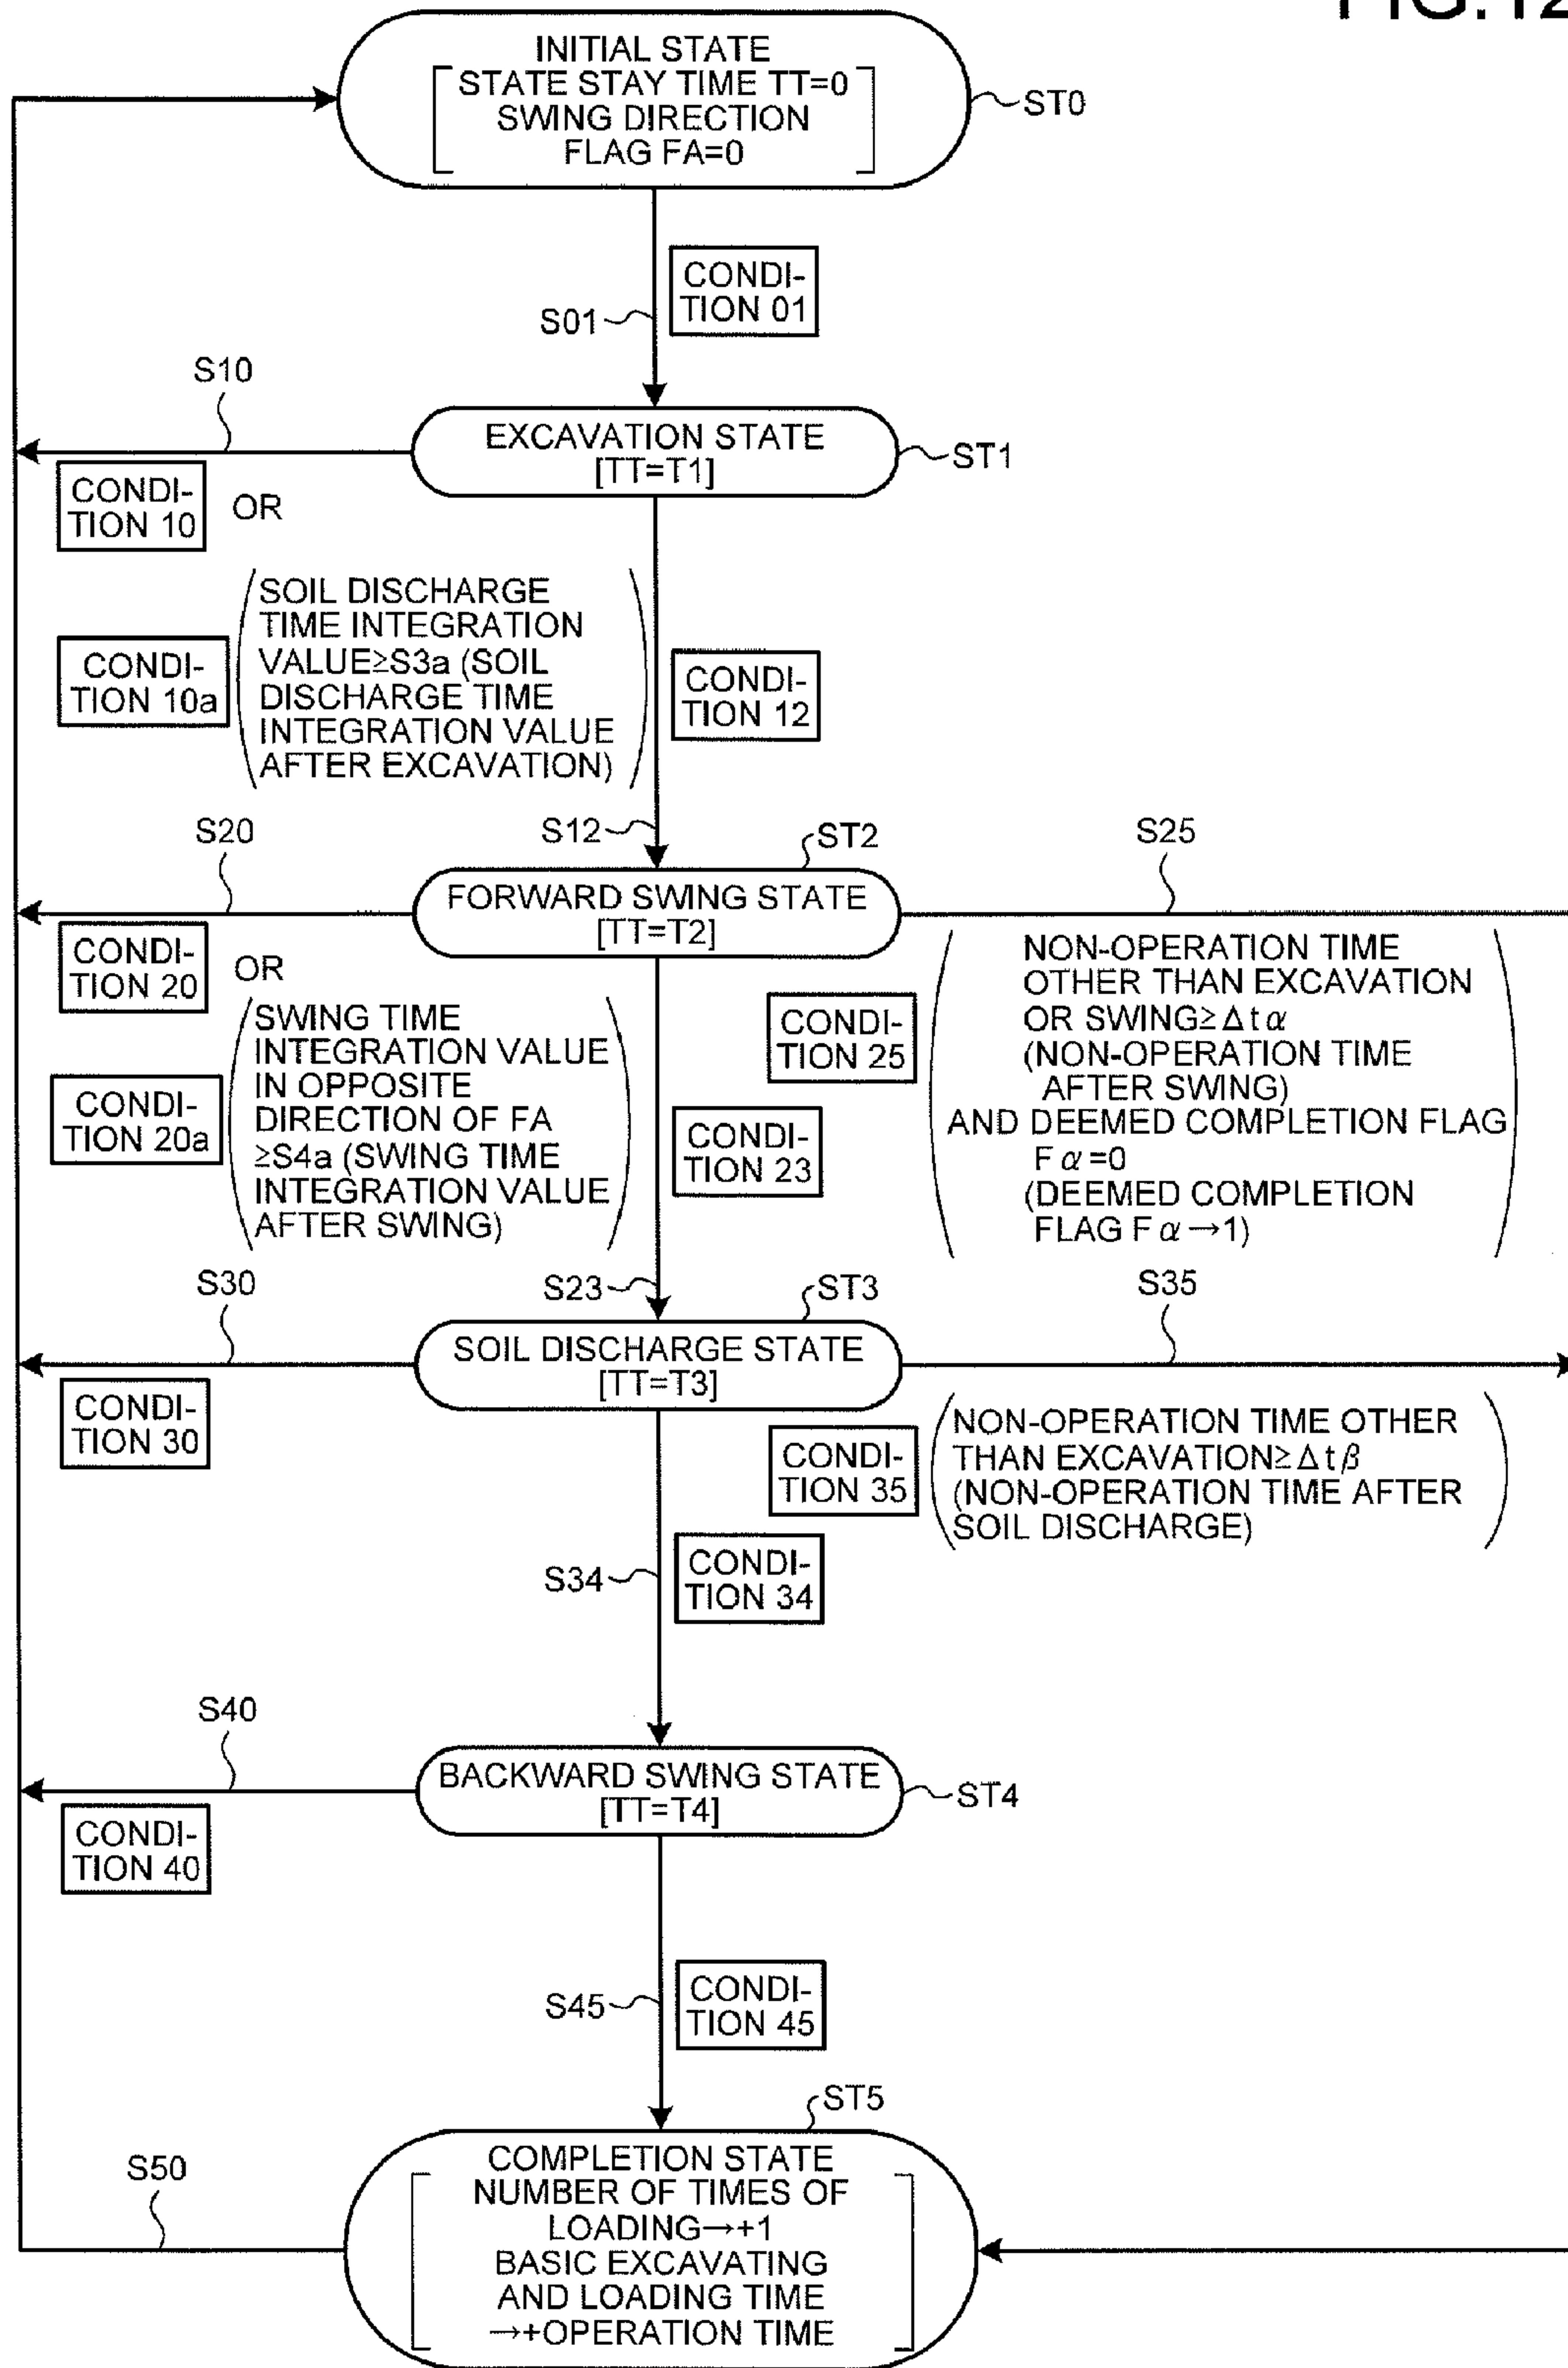 FIG.12
INITIAL STATE
STATE STAY TIME TT=0
SWING DIRECTION
FLAG FA=0
ST0
CONDI-
TION 01
S01
S10
EXCAVATION STATE
[TT=T1]
ST1
CONDI-
TION 10
OR
CONDI-
TION 10a
SOIL DISCHARGE
TIME INTEGRATION
VALUE≥S3a (SOIL
DISCHARGE TIME
INTEGRATION VALUE
AFTER EXCAVATION)
CONDI-
TION 12
S12
S20
ST2
S25
FORWARD SWING STATE
[TT=T2]
CONDI-
TION 20
OR
CONDI-
TION 20a
SWING TIME
INTEGRATION VALUE
IN OPPOSITE
DIRECTION OF FA
≥S4a (SWING TIME
INTEGRATION VALUE
AFTER SWING)
CONDI-
TION 23
CONDI-
TION 25
NON-OPERATION TIME
OTHER THAN EXCAVATION
OR SWING≥Δtα
(NON-OPERATION TIME
AFTER SWING)
AND DEEMED COMPLETION FLAG
Fα=0
(DEEMED COMPLETION
FLAG Fα→1)
S30
S23
ST3
S35
SOIL DISCHARGE STATE
[TT=T3]
CONDI-
TION 30
CONDI-
TION 35
NON-OPERATION TIME OTHER
THAN EXCAVATION≥Δtβ
(NON-OPERATION TIME AFTER
SOIL DISCHARGE)
S34
CONDI-
TION 34
S40
BACKWARD SWING STATE
[TT=T4]
ST4
CONDI-
TION 40
S45
CONDI-
TION 45
ST5
S50
COMPLETION STATE
NUMBER OF TIMES OF
LOADING→+1
BASIC EXCAVATING
AND LOADING TIME
→+OPERATION TIME